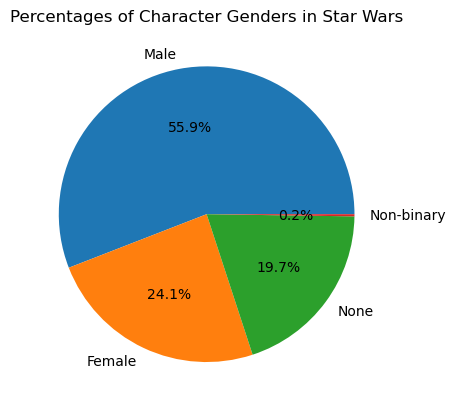 Percentages of Character Genders in Star Wars
Male
55.9%
0.2%
Non-binary
19.7%
24.1%
None
Female